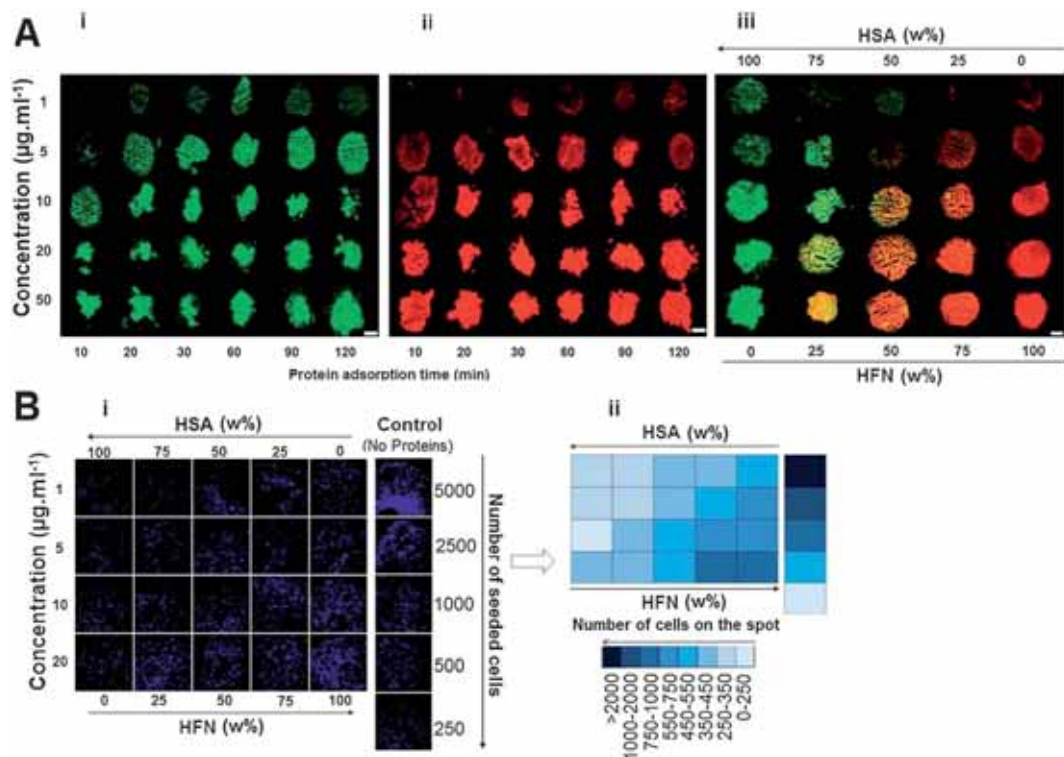 A
i
ii
iii
HSA (w%)
100 75 50 25 0
Concentration (µg.ml-1)
1
5
10
20
50
10 20 30 60 90 120
10 20 30 60 90 120
Protein adsorption time (min)
0 25 50 75 100
HFN (w%)
B
i
HSA (w%)
100 75 50 25 0
Control
(No Proteins)
Concentration (µg.ml-1)
1
5
10
20
0 25 50 75 100
HFN (w%)
5000
2500
1000
500
250
Number of seeded cells
ii
HSA (w%)
HFN (w%)
Number of cells on the spot
>2000
1000-2000
750-1000
550-750
450-550
350-450
250-350
0-250